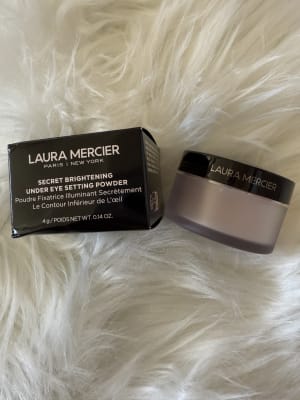 LAURA MERCIER
PARIS | NEW YORK
SECRET BRIGHTENING
UNDER EYE SETTING POWDER
Poudre Fixatrice Illuminant Secrètement
Le Contour Inférieur de L'œil
4 g / POIDS NET WT. 0.14 OZ.
LAURA MERCIER